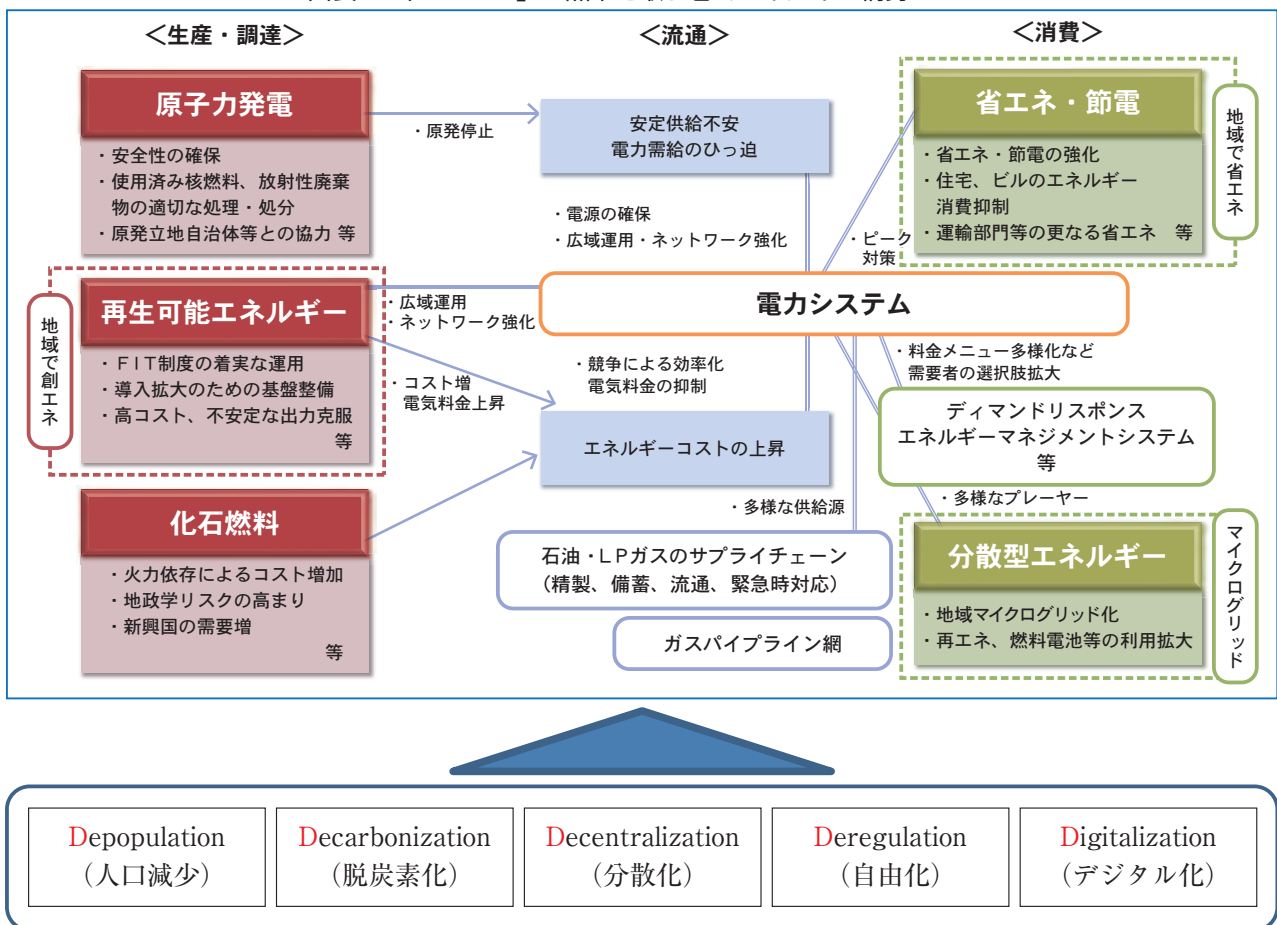 <生産・調達>
<流通>
<消費>
原子力発電
・安全性の確保
・使用済み核燃料、放射性廃棄
物の適切な処理・処分
・原発立地自治体等との協力 等
・原発停止
安定供給不安
電力需給のひっ迫
省エネ・節電
・省エネ・節電の強化
・住宅、ビルのエネルギー
消費抑制
・運輸部門等の更なる省エネ 等
地域で省エネ
・電源の確保
・広域運用・ネットワーク強化
・ピーク
対策
地域で創エネ
再生可能エネルギー
・FIT制度の着実な運用
・導入拡大のための基盤整備
・高コスト、不安定な出力克服
等
・広域運用
・ネットワーク強化
電力システム
・コスト増
電気料金上昇
・競争による効率化
電気料金の抑制
・料金メニュー多様化など
需要者の選択肢拡大
エネルギーコストの上昇
ディマンドリスポンス
エネルギーマネジメントシステム
等
化石燃料
・火力依存によるコスト増加
・地政学リスクの高まり
・新興国の需要増
等
・多様な供給源
・多様なプレーヤー
石油・LPガスのサプライチェーン
（精製、備蓄、流通、緊急時対応）
ガスパイプライン網
分散型エネルギー
・地域マイクログリッド化
・再エネ、燃料電池等の利用拡大
マイクログリッド
Depopulation
（人口減少）
Decarbonization
（脱炭素化）
Decentralization
（分散化）
Deregulation
（自由化）
Digitalization
（デジタル化）